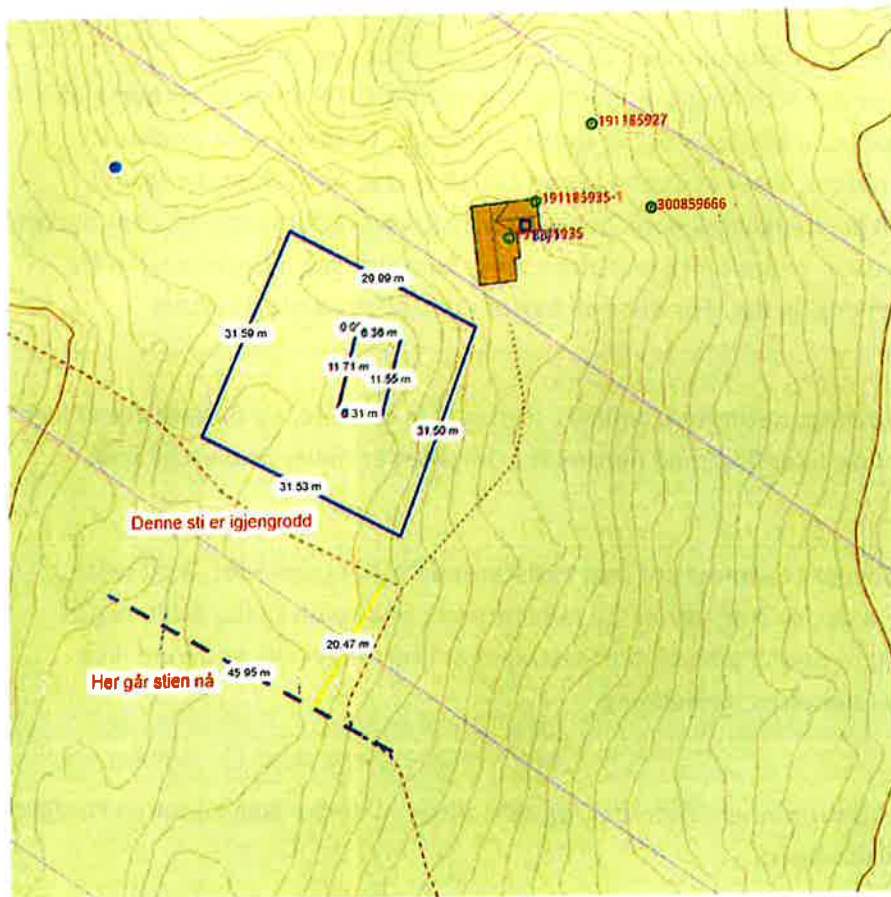 191185927
191185935-1
300859666
29.09 m
31.59 m
6.36 m
11.71 m
11.55 m
6.31 m
31.50 m
31.53 m
Denne sti er igjengrodd
20.47 m
45.95 m
Her går stien nå